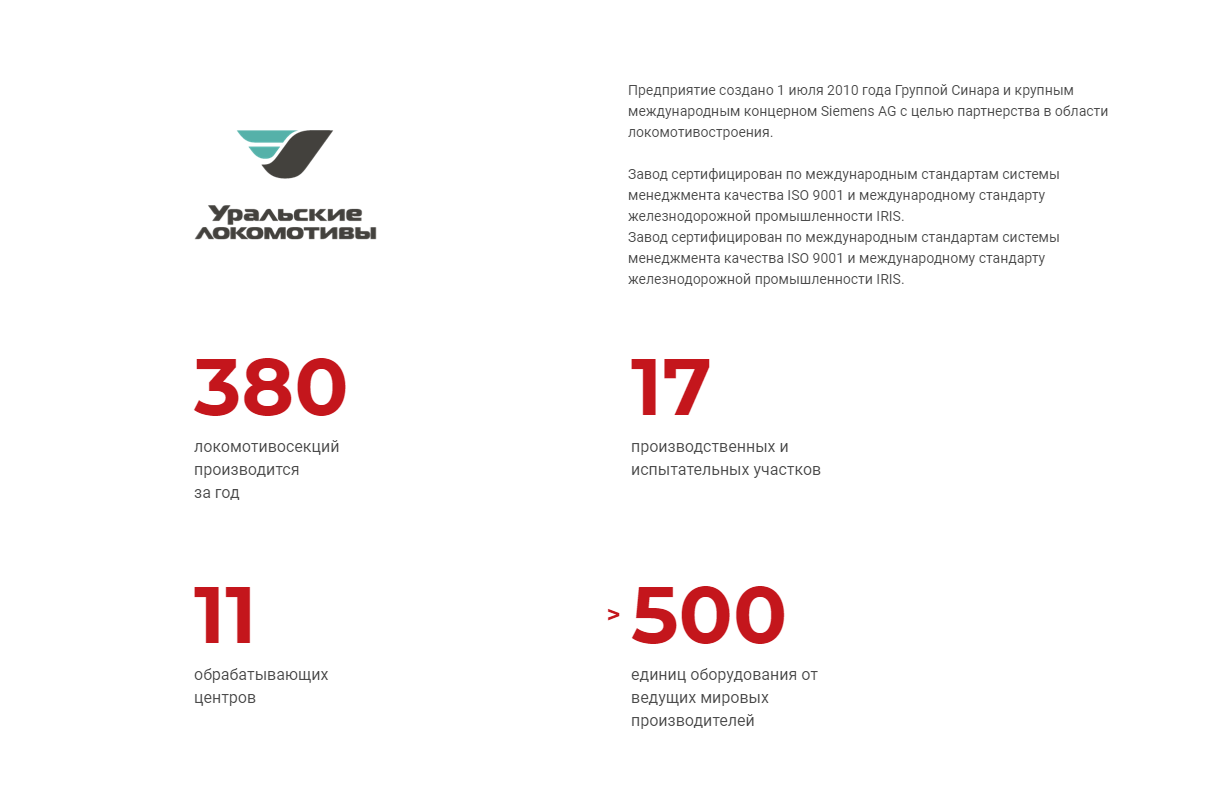 Уральские
локомотивы
Предприятие создано 1 июля 2010 года Группой Синара и крупным
международным концерном Siemens AG с целью партнерства в области
локомотивостроения.
Завод сертифицирован по международным стандартам системы
менеджмента качества ISO 9001 и международному стандарту
железнодорожной промышленности IRIS.
Завод сертифицирован по международным стандартам системы
менеджмента качества ISO 9001 и международному стандарту
железнодорожной промышленности IRIS.
380
локомотивосекций
производится
за год
17
производственных и
испытательных участков
11
обрабатывающих
центров
> 500
единиц оборудования от
ведущих мировых
производителей